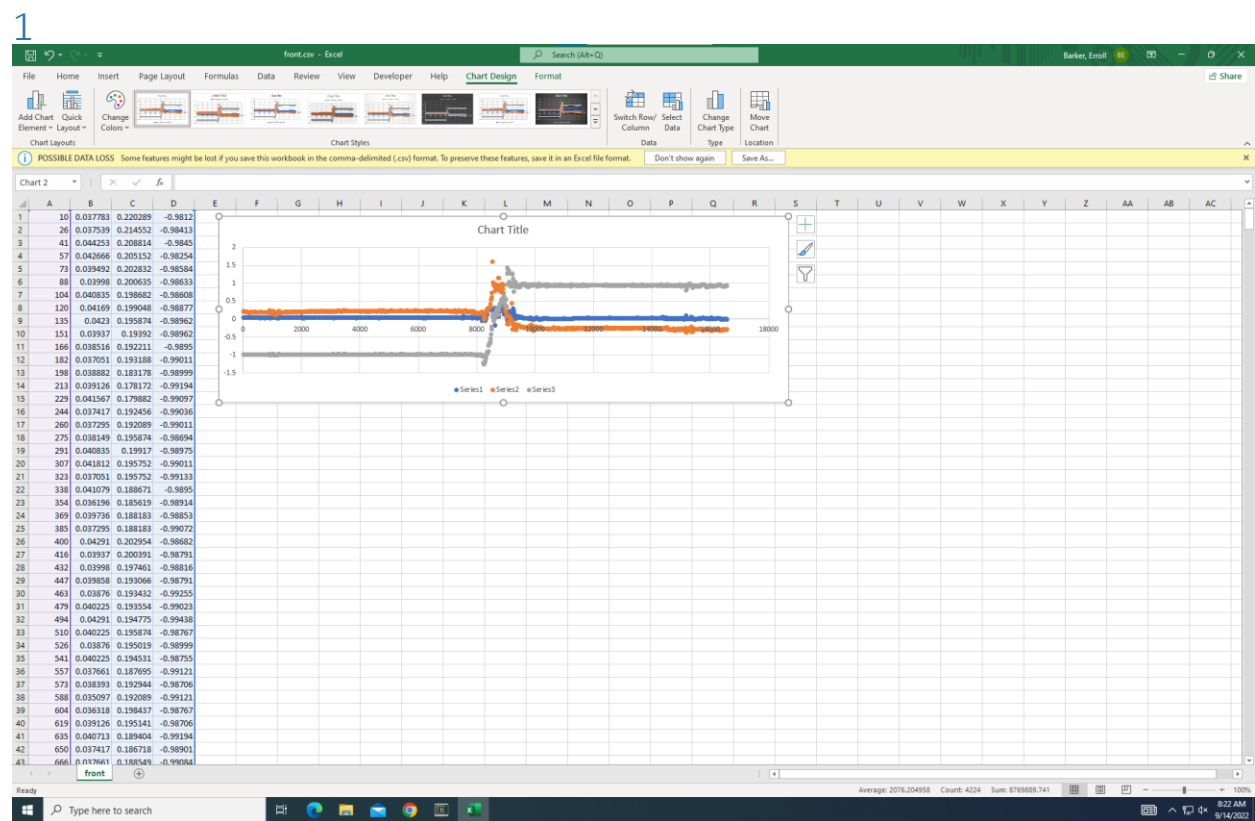 1
front.csv - Excel
Search (Alt+Q)
Barker, Erroll
File Home Insert Page Layout Formulas Data Review View Developer Help Chart Design Format
Share
Add Chart Element Quick Layout Change Colors Switch Row/ Column Select Data Change Chart Type Move Chart
Chart Layouts Chart Styles Data Type Location
POSSIBLE DATA LOSS Some features might be lost if you save this workbook in the comma-delimited (.csv) format. To preserve these features, save it in an Excel file format. Don't show again Save As...
Chart 2 fx
A B C D E F G H I J K L M N O P Q R S T U V W X Y Z AA AB AC
1 10 0.037783 0.220289 -0.9812
2 26 0.037539 0.214552 -0.98413
3 41 0.044253 0.208814 -0.9845
4 57 0.042666 0.205152 -0.98254
5 73 0.039492 0.202832 -0.98584
6 88 0.03998 0.200635 -0.98633
7 104 0.040835 0.198682 -0.98608
8 120 0.04169 0.199048 -0.98877
9 135 0.0423 0.195874 -0.98962
10 151 0.03937 0.19392 -0.98962
11 166 0.038516 0.192211 -0.9895
12 182 0.037051 0.193188 -0.99011
13 198 0.038882 0.183178 -0.98999
14 213 0.039126 0.178172 -0.99194
15 229 0.041567 0.179882 -0.99097
16 244 0.037417 0.192456 -0.99036
17 260 0.037295 0.192089 -0.99011
18 275 0.038149 0.195874 -0.98694
19 291 0.040835 0.19917 -0.98975
20 307 0.041812 0.195752 -0.99011
21 323 0.037051 0.195752 -0.99133
22 338 0.041079 0.188671 -0.9895
23 354 0.036196 0.185619 -0.98914
24 369 0.039736 0.188183 -0.98853
25 385 0.037295 0.188183 -0.99072
26 400 0.04291 0.202954 -0.98682
27 416 0.03937 0.200391 -0.98791
28 432 0.03998 0.197461 -0.98816
29 447 0.039858 0.193066 -0.98791
30 463 0.03876 0.193432 -0.99255
31 479 0.040225 0.193554 -0.99023
32 494 0.04291 0.194775 -0.99438
33 510 0.040225 0.195874 -0.98767
34 526 0.03876 0.195019 -0.98999
35 541 0.040225 0.194531 -0.98755
36 557 0.037661 0.187695 -0.99121
37 573 0.038393 0.192944 -0.98706
38 588 0.035097 0.192089 -0.99121
39 604 0.036318 0.198437 -0.98767
40 619 0.039126 0.195141 -0.98706
41 635 0.040713 0.189404 -0.99194
42 650 0.037417 0.186718 -0.98901
43 666 0.037661 0.188549 -0.99084
Chart Title
2
1.5
1
0.5
0
-0.5
-1
-1.5
0 2000 4000 6000 8000 10000 12000 14000 16000 18000
Series1 Series2 Series3
front
Ready
Average: 2076.204958 Count: 4224 Sum: 8769889.741
100%
Type here to search
8:22 AM
9/14/2022